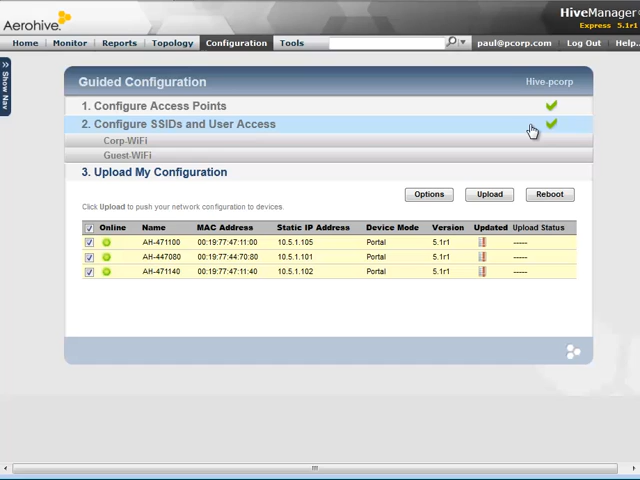 Aerohive
HiveManager
Express 5.1r1
Home Monitor Reports Topology Configuration Tools paul@pcorp.com Log Out Help..
Show Nav
Guided Configuration Hive-pcorp
1. Configure Access Points
2. Configure SSIDs and User Access
Corp-WiFi
Guest-WiFi
3. Upload My Configuration
Options Upload Reboot
Click Upload to push your network configuration to devices.
Online Name MAC Address Static IP Address Device Mode Version Updated Upload Status
AH-471100 00:19:77:47:11:00 10.5.1.105 Portal 5.1r1 -----
AH-447080 00:19:77:44:70:80 10.5.1.101 Portal 5.1r1 -----
AH-471140 00:19:77:47:11:40 10.5.1.102 Portal 5.1r1 -----